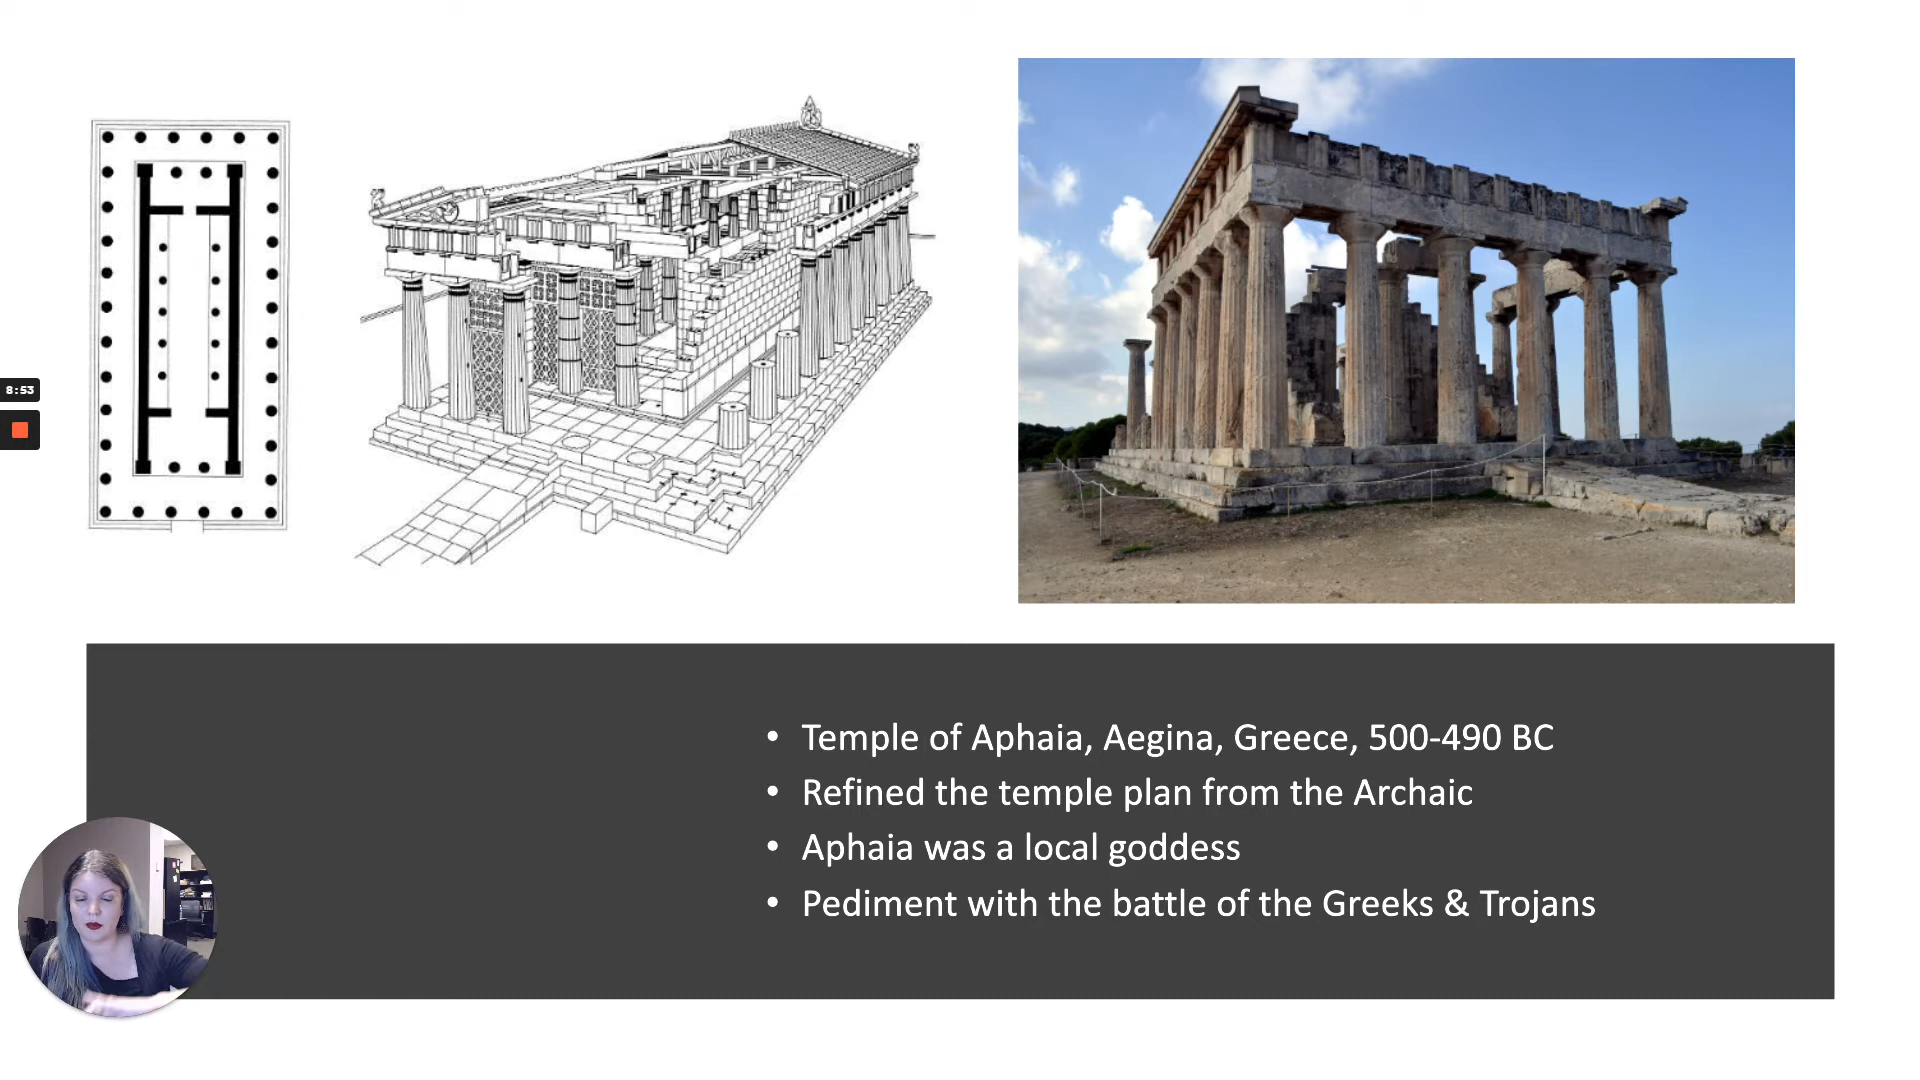 8:53
• Temple of Aphaia, Aegina, Greece, 500-490 BC
• Refined the temple plan from the Archaic
• Aphaia was a local goddess
• Pediment with the battle of the Greeks & Trojans